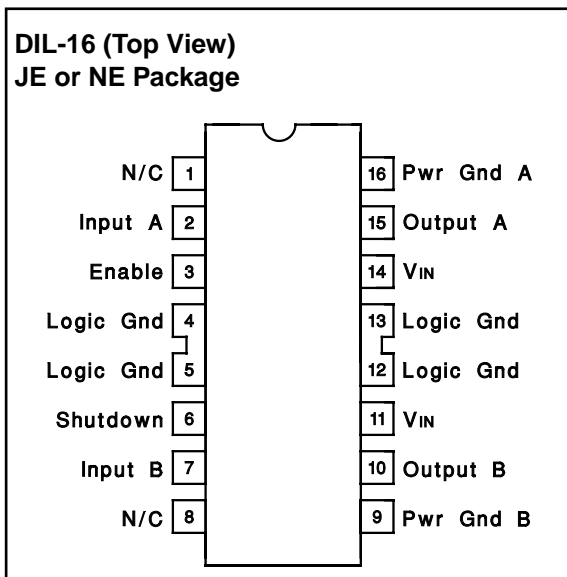 DIL-16 (Top View)
JE or NE Package
N/C 1 16 Pwr Gnd A
Input A 2 15 Output A
Enable 3 14 VIN
Logic Gnd 4 13 Logic Gnd
Logic Gnd 5 12 Logic Gnd
Shutdown 6 11 VIN
Input B 7 10 Output B
N/C 8 9 Pwr Gnd B